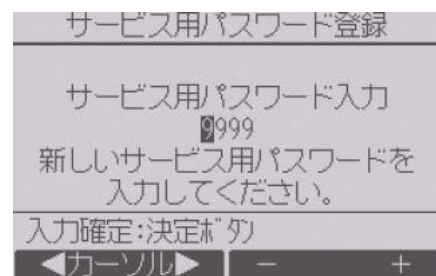 サービス用パスワード登録
サービス用パスワード入力
9999
新しいサービス用パスワードを
入力してください。
入力確定:決定ボタン
◀カーソル▶ － ＋